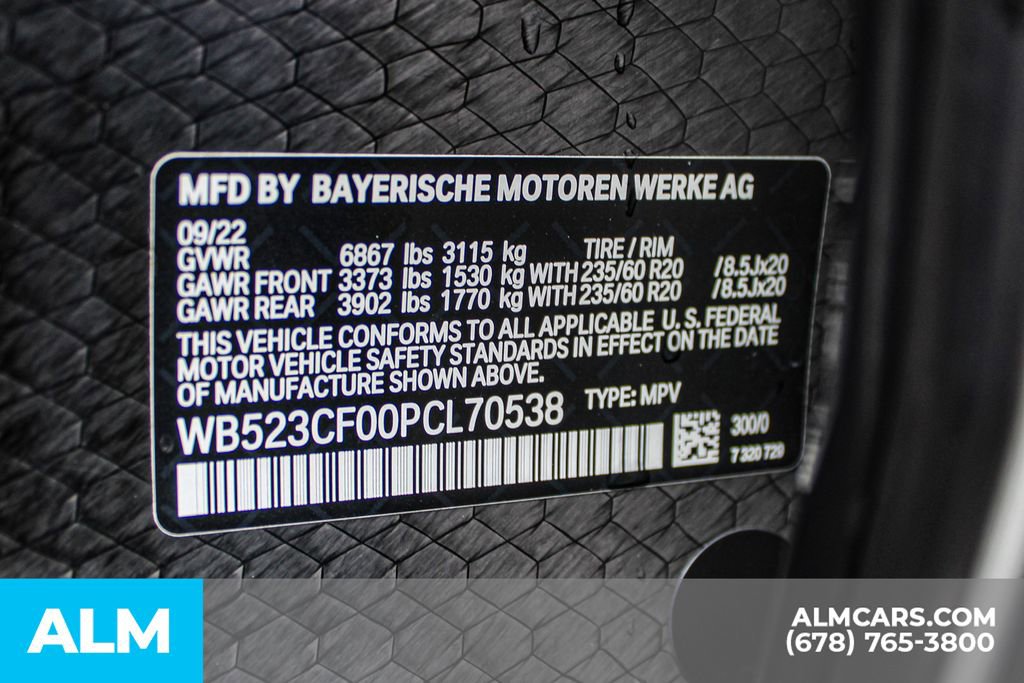 MFD BY BAYERISCHE MOTOREN WERKE AG
09/22
GVWR 6867 lbs 3115 kg TIRE / RIM
GAWR FRONT 3373 lbs 1530 kg WITH 235/60 R20 /8.5Jx20
GAWR REAR 3902 lbs 1770 kg WITH 235/60 R20 /8.5Jx20
THIS VEHICLE CONFORMS TO ALL APPLICABLE U. S. FEDERAL
MOTOR VEHICLE SAFETY STANDARDS IN EFFECT ON THE DATE
OF MANUFACTURE SHOWN ABOVE.
WB523CF00PCL70538 TYPE: MPV
300/0
7 320 729
ALM
ALMCARS.COM
(678) 765-3800